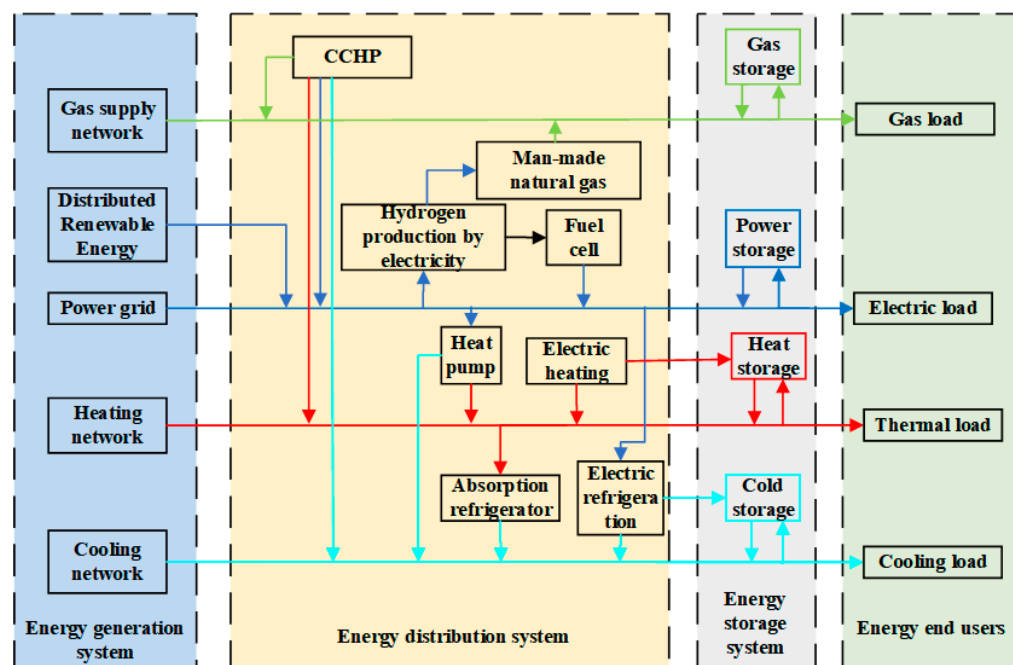 CCHP
Gas
storage
Gas supply
network
Gas load
Man-made
natural gas
Distributed
Renewable
Energy
Hydrogen
production by
electricity
Fuel
cell
Power
storage
Power grid
Electric load
Heat
pump
Electric
heating
Heat
storage
Heating
network
Thermal load
Absorption
refrigerator
Electric
refrigera
tion
Cold
storage
Cooling
network
Cooling load
Energy generation
system
Energy distribution system
Energy
storage
system
Energy end users